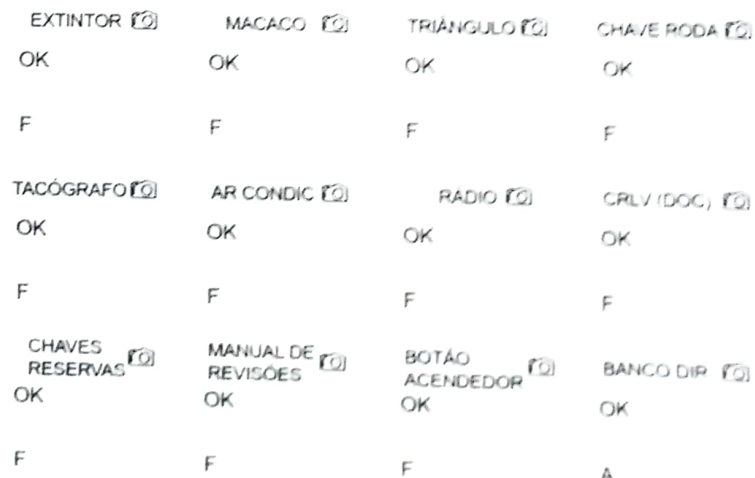 EXTINTOR MACACO TRIÂNGULO CHAVE RODA
OK OK OK OK
F F F F
TACÓGRAFO AR CONDIC RADIO CRLV (DOC)
OK OK OK OK
F F F F
CHAVES RESERVAS MANUAL DE REVISÕES BOTÃO ACENDEDOR BANCO DIR
OK OK OK OK
F F F A